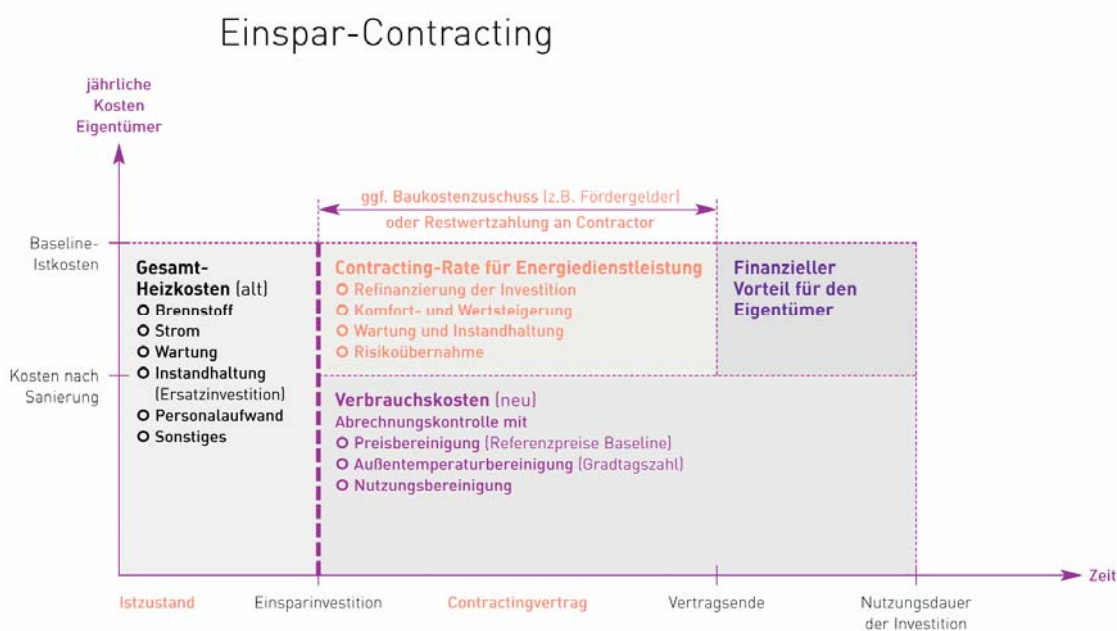 Einspar-Contracting
jährliche
Kosten
Eigentümer
ggf. Baukostenzuschuss (z.B. Fördergelder)
oder Restwertzahlung an Contractor
Baseline-
Istkosten
Gesamt-
Heizkosten (alt)
Brennstoff
Strom
Wartung
Instandhaltung
(Ersatzinvestition)
Personalaufwand
Sonstiges
Contracting-Rate für Energiedienstleistung
Refinanzierung der Investition
Komfort- und Wertsteigerung
Wartung und Instandhaltung
Risikoübernahme
Finanzieller
Vorteil für den
Eigentümer
Kosten nach
Sanierung
Verbrauchskosten (neu)
Abrechnungskontrolle mit
Preisbereinigung (Referenzpreise Baseline)
Außentemperaturbereinigung (Gradtagszahl)
Nutzungsbereinigung
Zeit
Istzustand
Einsparinvestition
Contractingvertrag
Vertragsende
Nutzungsdauer
der Investition